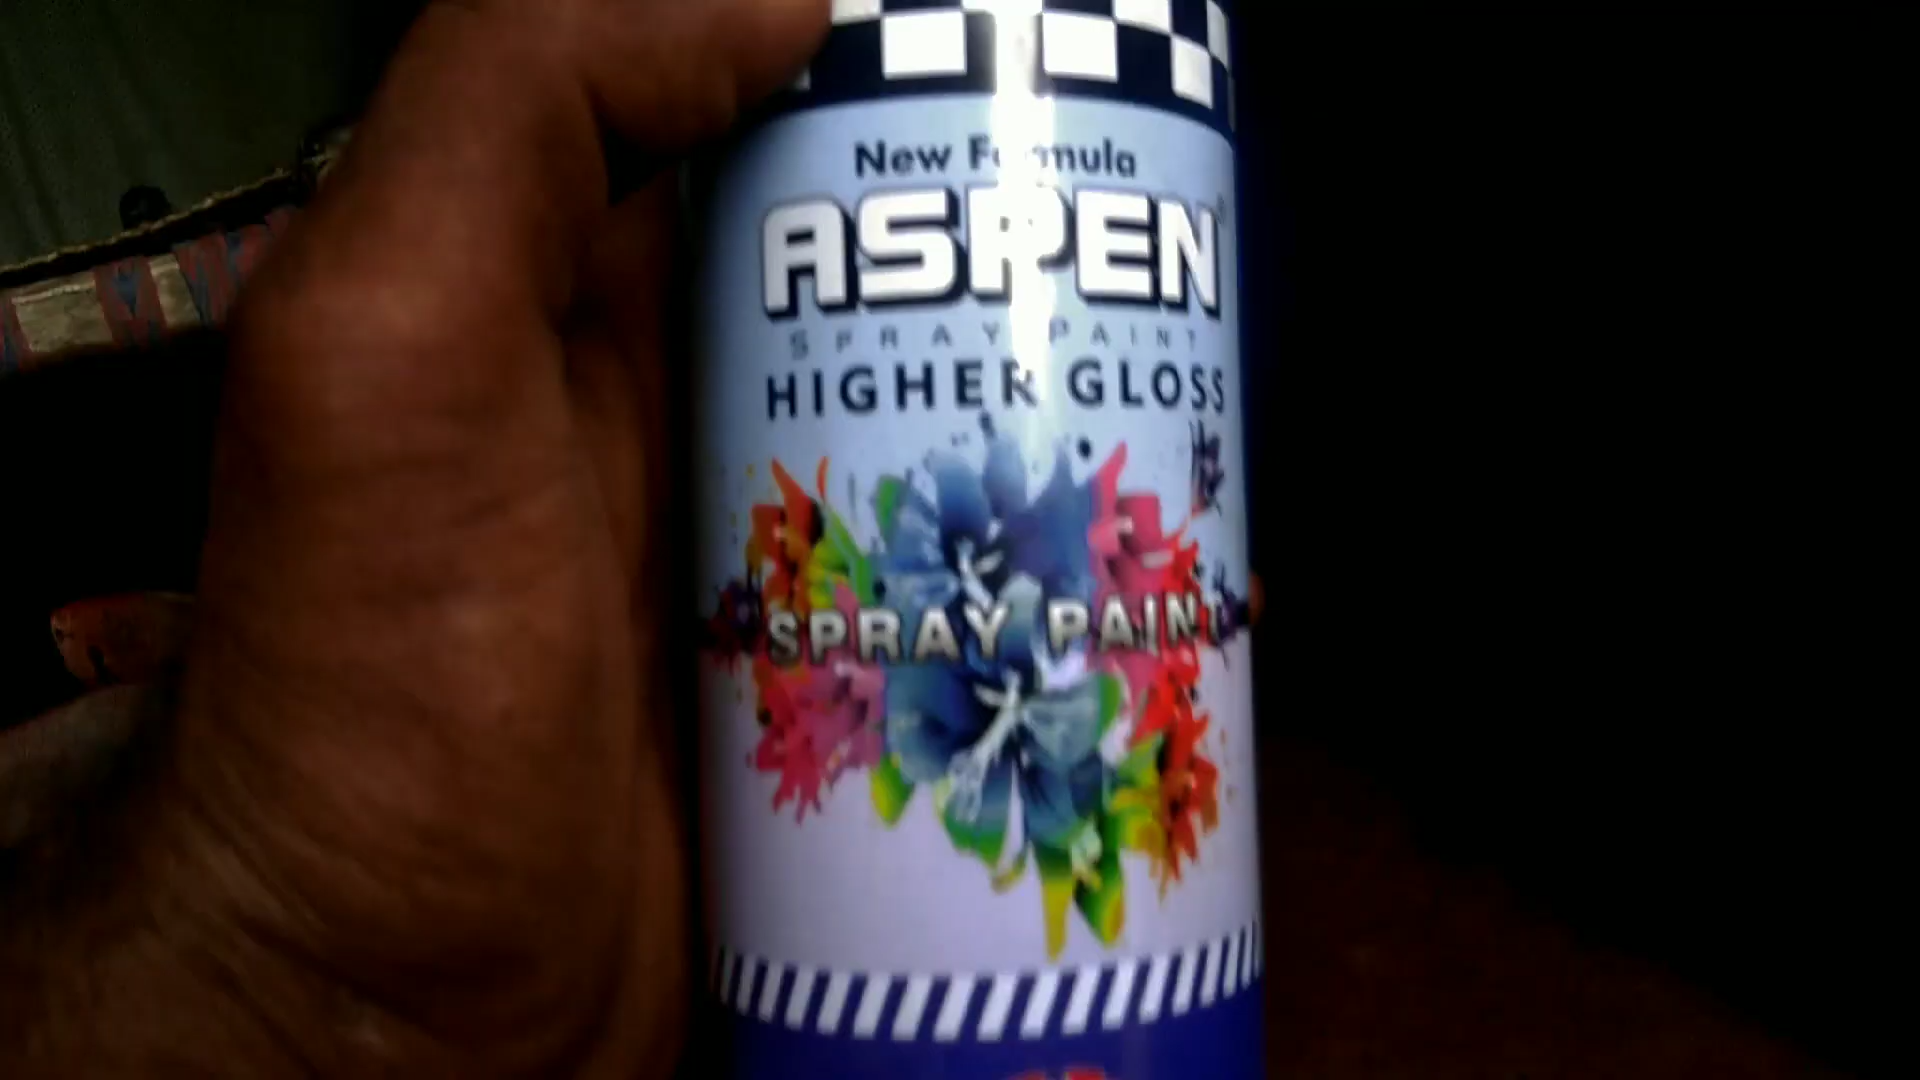 New Formula
ASPEN®
SPRAY PAINT
HIGHER GLOSS
SPRAY PAINT